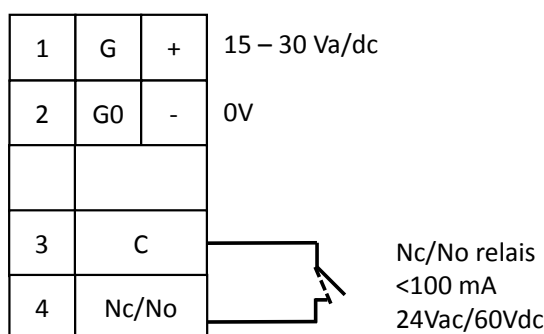 1 G + 15 – 30 Va/dc
2 G0 - 0V
3 C
4 Nc/No
Nc/No relais
<100 mA
24Vac/60Vdc